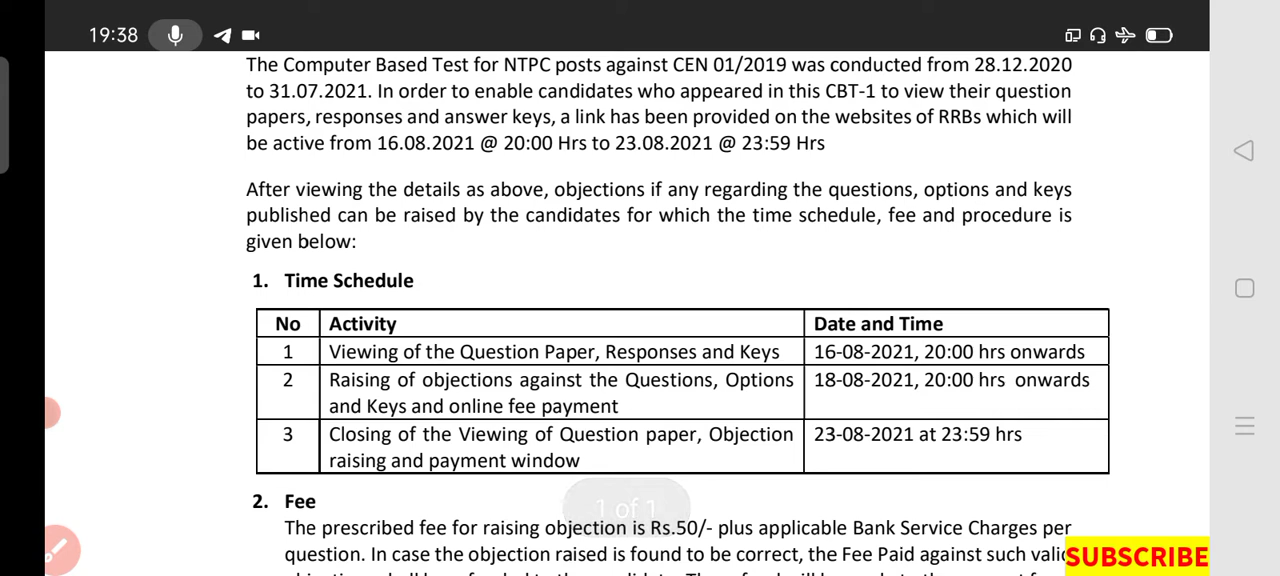 19:38
The Computer Based Test for NTPC posts against CEN 01/2019 was conducted from 28.12.2020
to 31.07.2021. In order to enable candidates who appeared in this CBT-1 to view their question
papers, responses and answer keys, a link has been provided on the websites of RRBs which will
be active from 16.08.2021 @ 20:00 Hrs to 23.08.2021 @ 23:59 Hrs
After viewing the details as above, objections if any regarding the questions, options and keys
published can be raised by the candidates for which the time schedule, fee and procedure is
given below:
1. Time Schedule
No Activity Date and Time
1 Viewing of the Question Paper, Responses and Keys 16-08-2021, 20:00 hrs onwards
2 Raising of objections against the Questions, Options 18-08-2021, 20:00 hrs onwards
and Keys and online fee payment
3 Closing of the Viewing of Question paper, Objection 23-08-2021 at 23:59 hrs
raising and payment window
2. Fee
1 of 1
The prescribed fee for raising objection is Rs.50/- plus applicable Bank Service Charges per
question. In case the objection raised is found to be correct, the Fee Paid against such
SUBSCRIBE